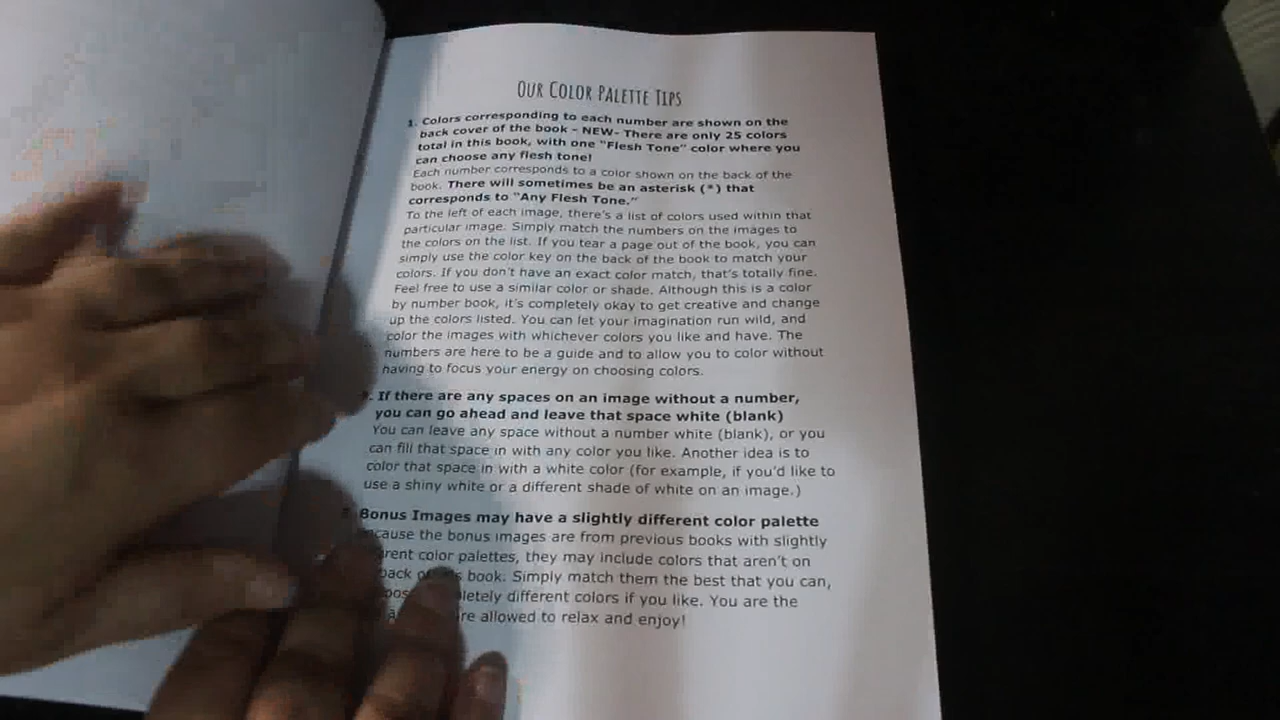 OUR COLOR PALETTE TIPS
1. Colors corresponding to each number are shown on the
back cover of the book - NEW- There are only 25 colors
total in this book, with one "Flesh Tone" color where you
can choose any flesh tone!
Each number corresponds to a color shown on the back of the
book. There will sometimes be an asterisk (*) that
corresponds to "Any Flesh Tone."
To the left of each image, there's a list of colors used within that
particular image. Simply match the numbers on the images to
the colors on the list. If you tear a page out of the book, you can
simply use the color key on the back of the book to match your
colors. If you don't have an exact color match, that's totally fine.
Feel free to use a similar color or shade. Although this is a color
by number book, it's completely okay to get creative and change
up the colors listed. You can let your imagination run wild, and
color the images with whichever colors you like and have. The
numbers are here to be a guide and to allow you to color without
having to focus your energy on choosing colors.
If there are any spaces on an image without a number,
you can go ahead and leave that space white (blank)
You can leave any space without a number white (blank), or you
can fill that space in with any color you like. Another idea is to
color that space in with a white color (for example, if you'd like to
use a shiny white or a different shade of white on an image.)
Bonus Images may have a slightly different color palette
the bonus images are from previous books with slightly
color palettes, they may include colors that aren't on
back book. Simply match them the best that you can,
different colors if you like. You are the
allowed to relax and enjoy!